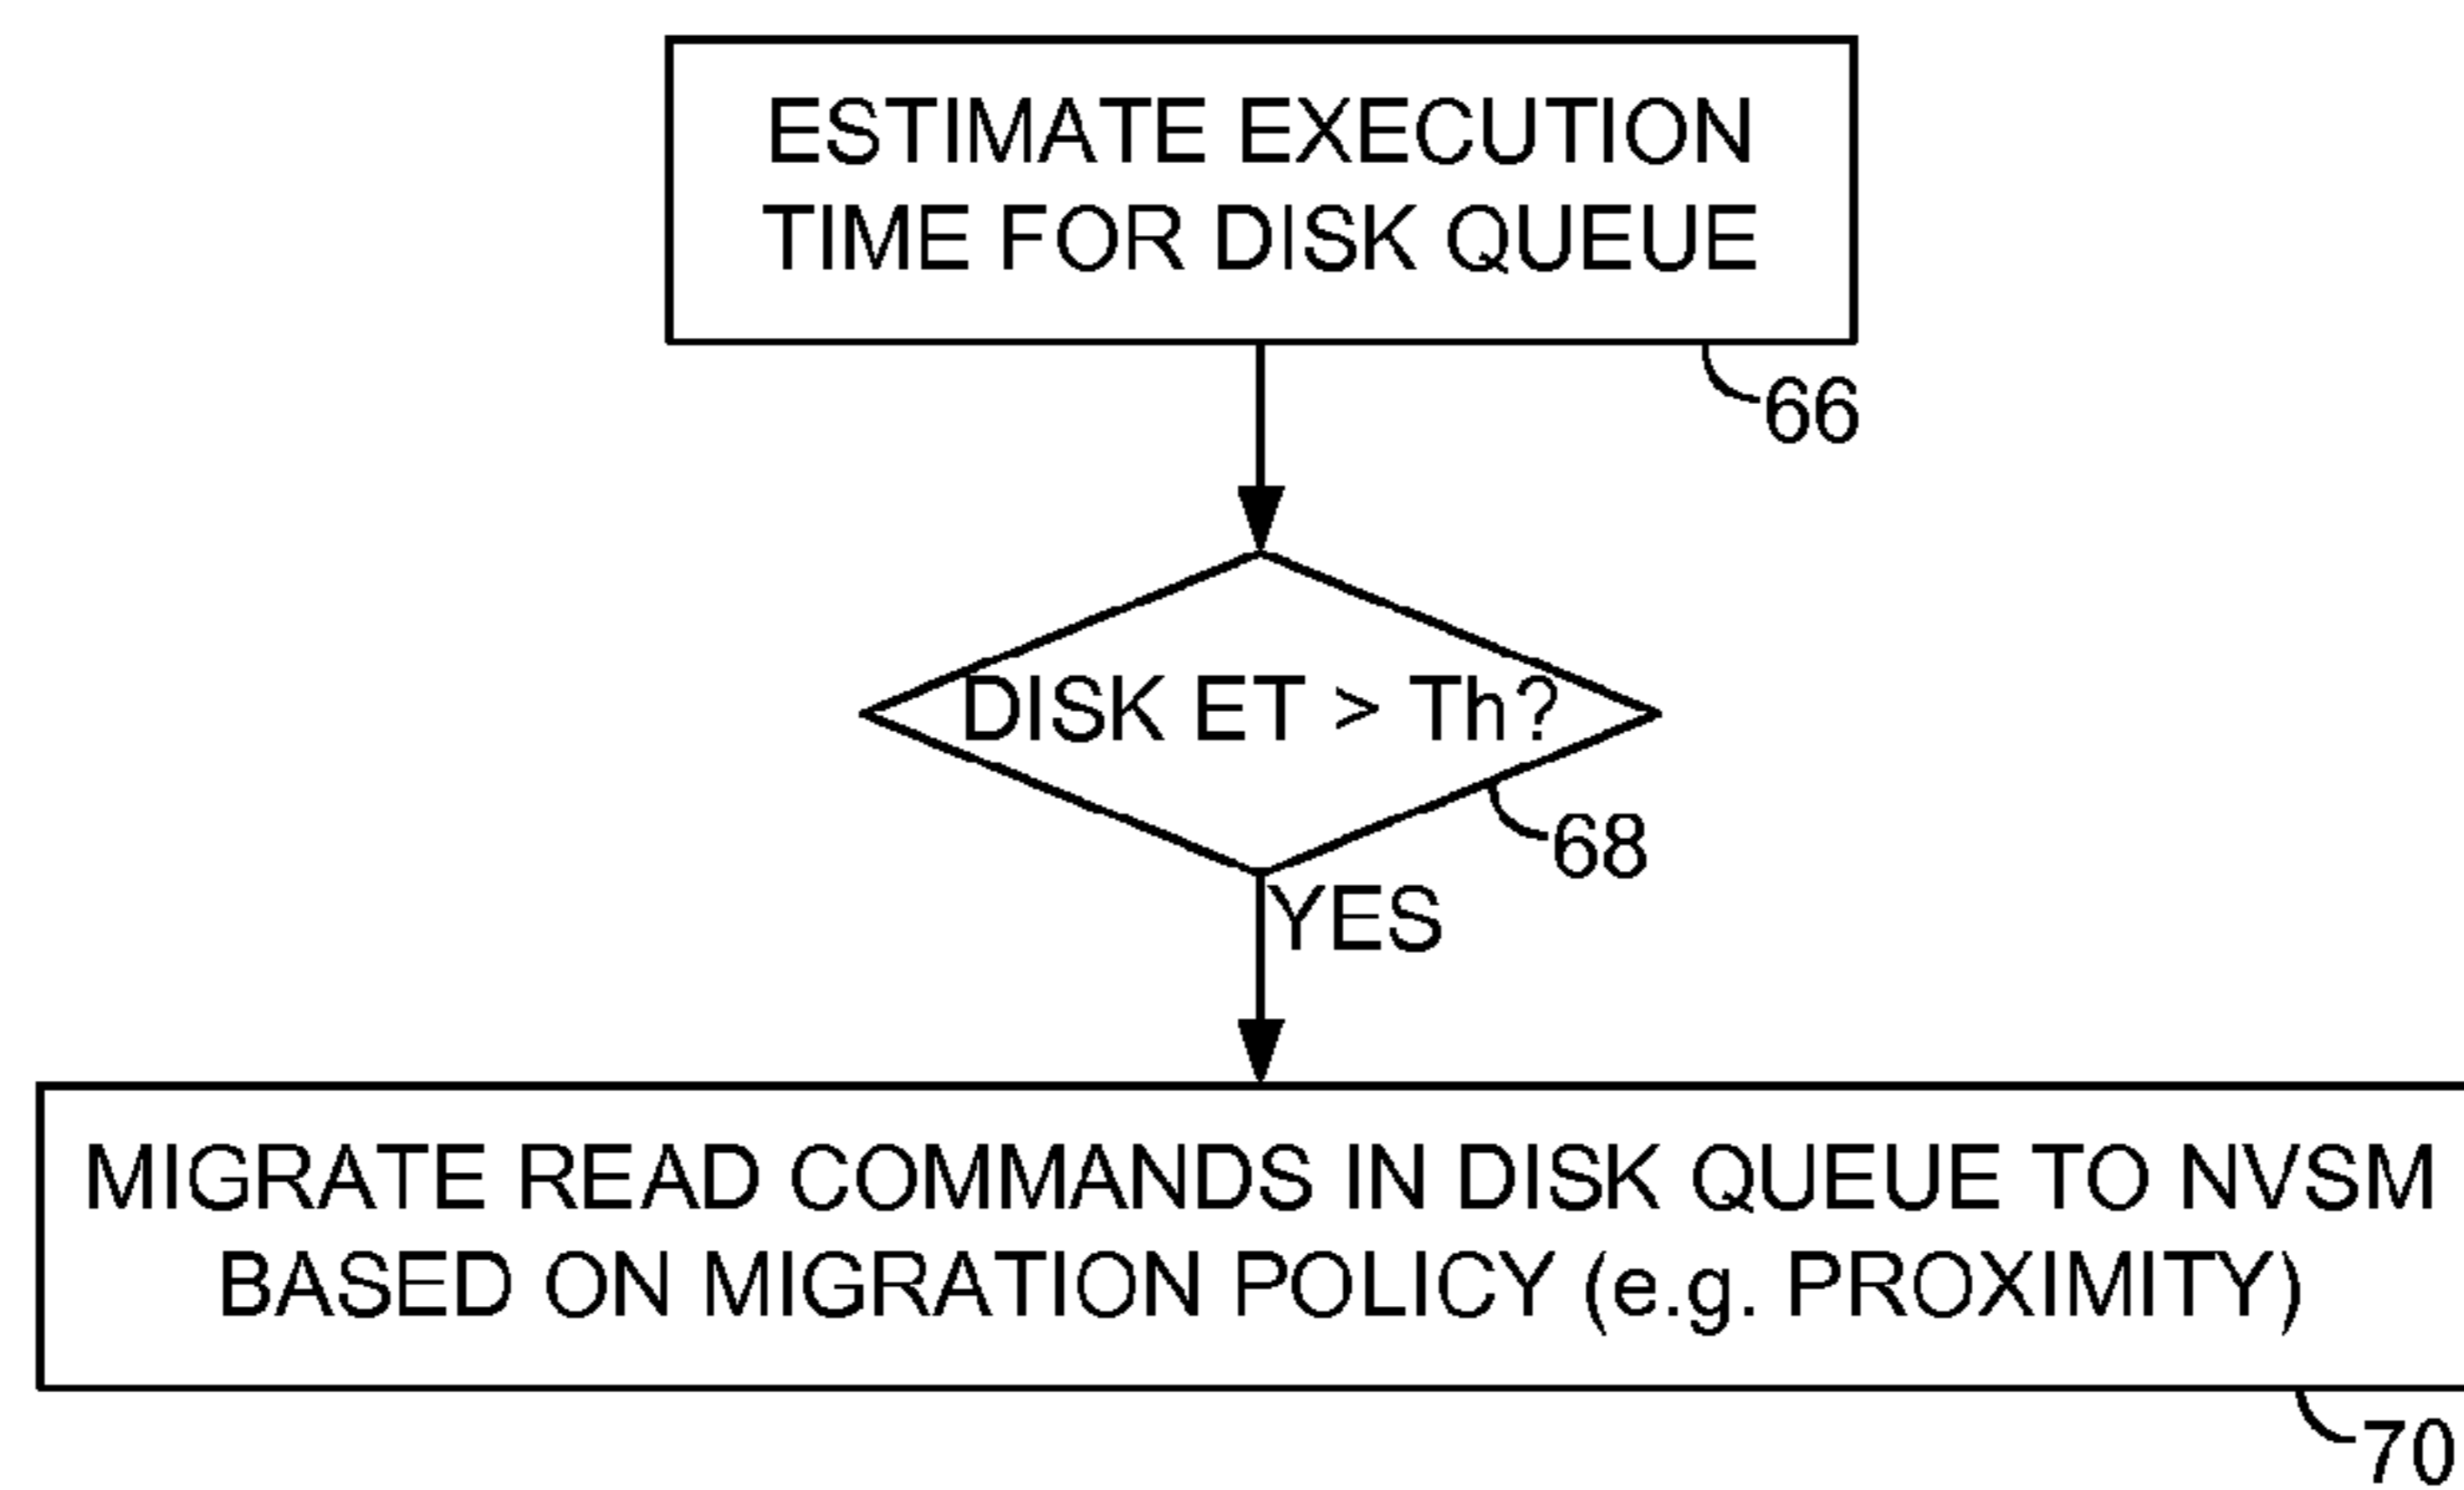 ESTIMATE EXECUTION
TIME FOR DISK QUEUE
66
DISK ET > Th?
68
YES
MIGRATE READ COMMANDS IN DISK QUEUE TO NVSM
BASED ON MIGRATION POLICY (e.g. PROXIMITY)
70